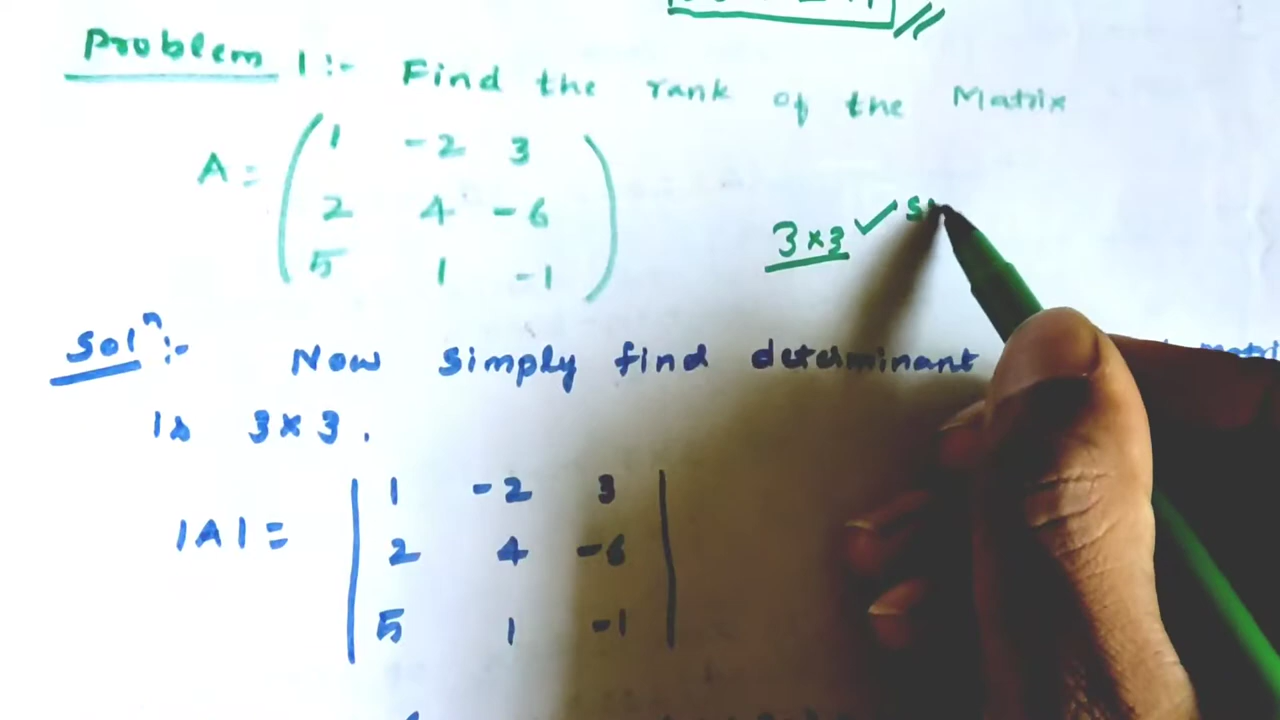 Problem 1:- Find the rank of the Matrix
A = ( 1 -2 3
2 4 -6
5 1 -1 )
3×3 ✓
Solⁿ:- Now simply find determinant
is 3×3.
|A| = | 1 -2 3 |
2 4 -6
5 1 -1